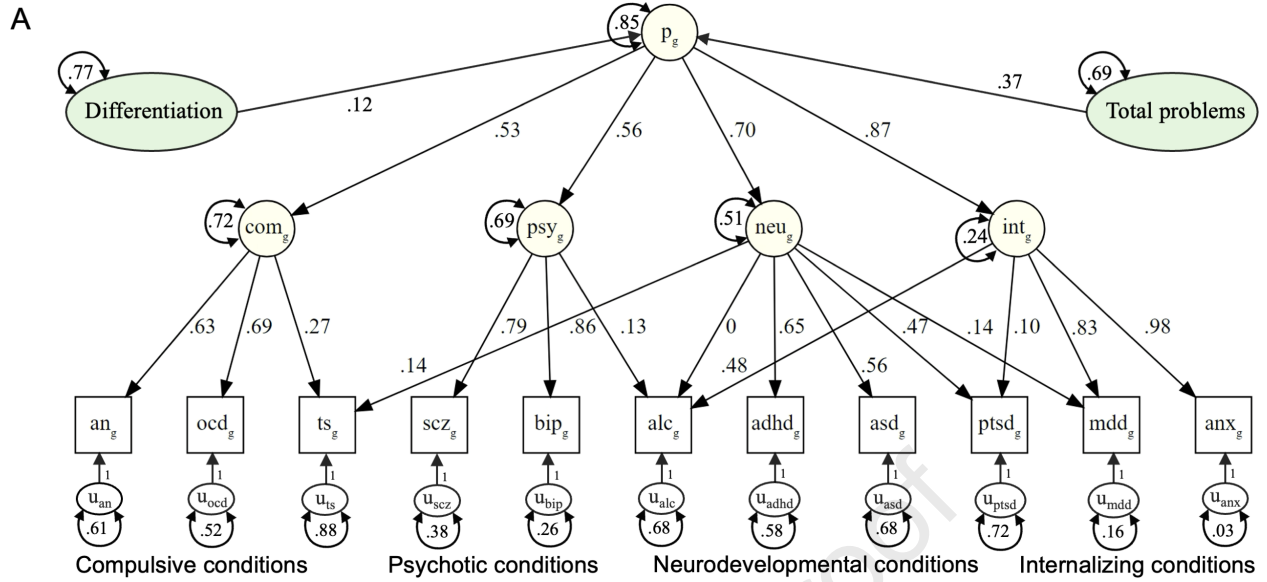 A
.85
p g
.77
Differentiation
.12
.37
.69
Total problems
.53
.56
.70
.87
.72
com g
.69
psy g
.51
neu g
.24
int g
.63
.69
.27
.14
.79
.86
.13
0
.65
.48
.56
.47
.14
.10
.83
.98
an g
ocd g
ts g
scz g
bip g
alc g
adhd g
asd g
ptsd g
mdd g
anx g
1 1 1 1 1 1 1 1 1 1 1
u an
u ocd
u ts
u scz
u bip
u alc
u adhd
u asd
u ptsd
u mdd
u anx
.61
.52
.88
.38
.26
.68
.58
.68
.72
.16
.03
Compulsive conditions
Psychotic conditions
Neurodevelopmental conditions
Internalizing conditions